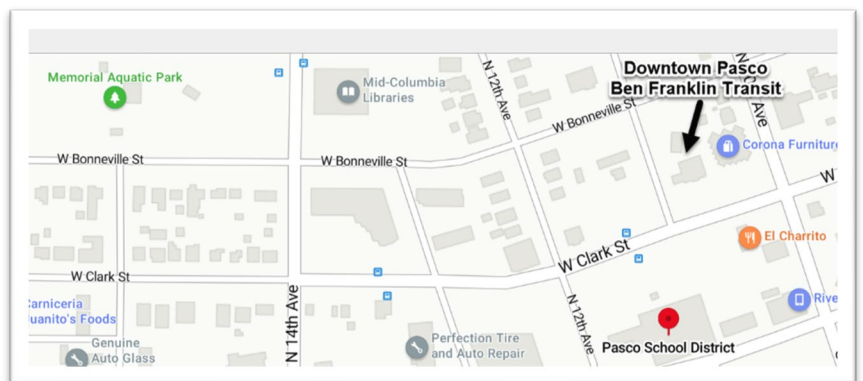 Memorial Aquatic Park
Mid-Columbia
Libraries
N 12th Ave
Downtown Pasco
Ben Franklin Transit
Ave
W Bonneville St
Corona Furniture
W Bonneville St
W Bonneville St
W
El Charrito
W Clark St
W Clark St
Carniceria
uanito's Foods
N 14th Ave
N 12th Ave
Rive
Genuine
Auto Glass
Perfection Tire
and Auto Repair
Pasco School District